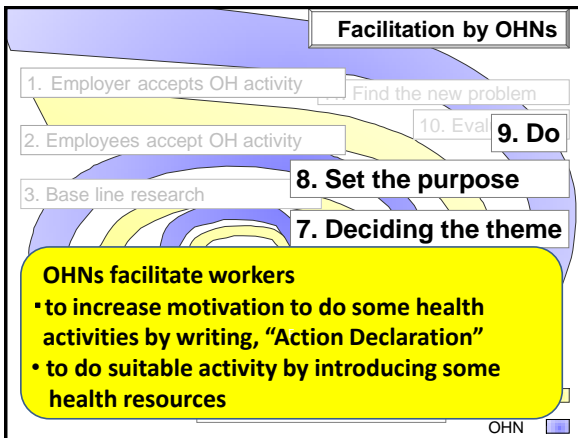 Facilitation by OHNs
1. Employer accepts OH activity
Find the new problem
10. Eval
2. Employees accept OH activity
9. Do
3. Base line research
8. Set the purpose
7. Deciding the theme
OHNs facilitate workers
▪to increase motivation to do some health
activities by writing, “Action Declaration”
• to do suitable activity by introducing some
health resources
OHN